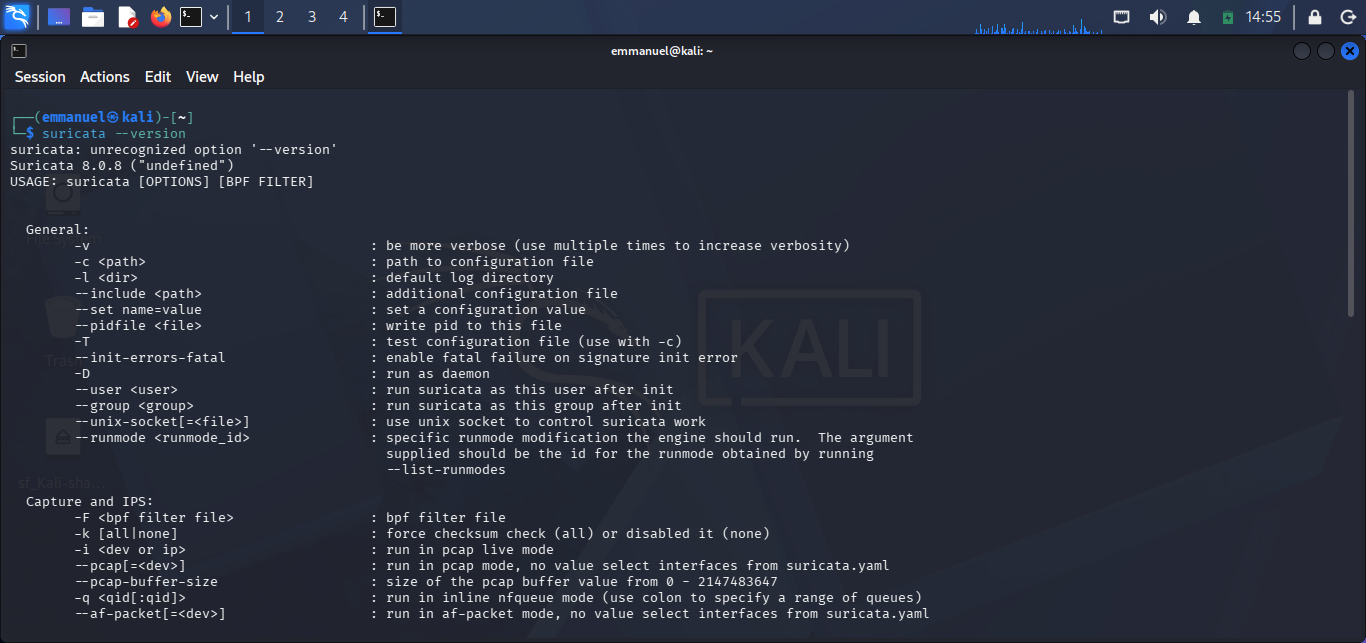 1 2 3 4 14:55
emmanuel@kali: ~
Session Actions Edit View Help
┌──(emmanuel㉿kali)-[~]
└─$ suricata --version
suricata: unrecognized option '--version'
Suricata 8.0.8 ("undefined")
USAGE: suricata [OPTIONS] [BPF FILTER]
General:
-v : be more verbose (use multiple times to increase verbosity)
-c <path> : path to configuration file
-l <dir> : default log directory
--include <path> : additional configuration file
--set name=value : set a configuration value
--pidfile <file> : write pid to this file
-T : test configuration file (use with -c)
--init-errors-fatal : enable fatal failure on signature init error
-D : run as daemon
--user <user> : run suricata as this user after init
--group <group> : run suricata as this group after init
--unix-socket[=<file>] : use unix socket to control suricata work
--runmode <runmode_id> : specific runmode modification the engine should run.  The argument
supplied should be the id for the runmode obtained by running
--list-runmodes
Capture and IPS:
-F <bpf filter file> : bpf filter file
-k [all|none] : force checksum check (all) or disabled it (none)
-i <dev or ip> : run in pcap live mode
--pcap[=<dev>] : run in pcap mode, no value select interfaces from suricata.yaml
--pcap-buffer-size : size of the pcap buffer value from 0 - 2147483647
-q <qid[:qid]> : run in inline nfqueue mode (use colon to specify a range of queues)
--af-packet[=<dev>] : run in af-packet mode, no value select interfaces from suricata.yaml
KALI
sf_Kali-sha...